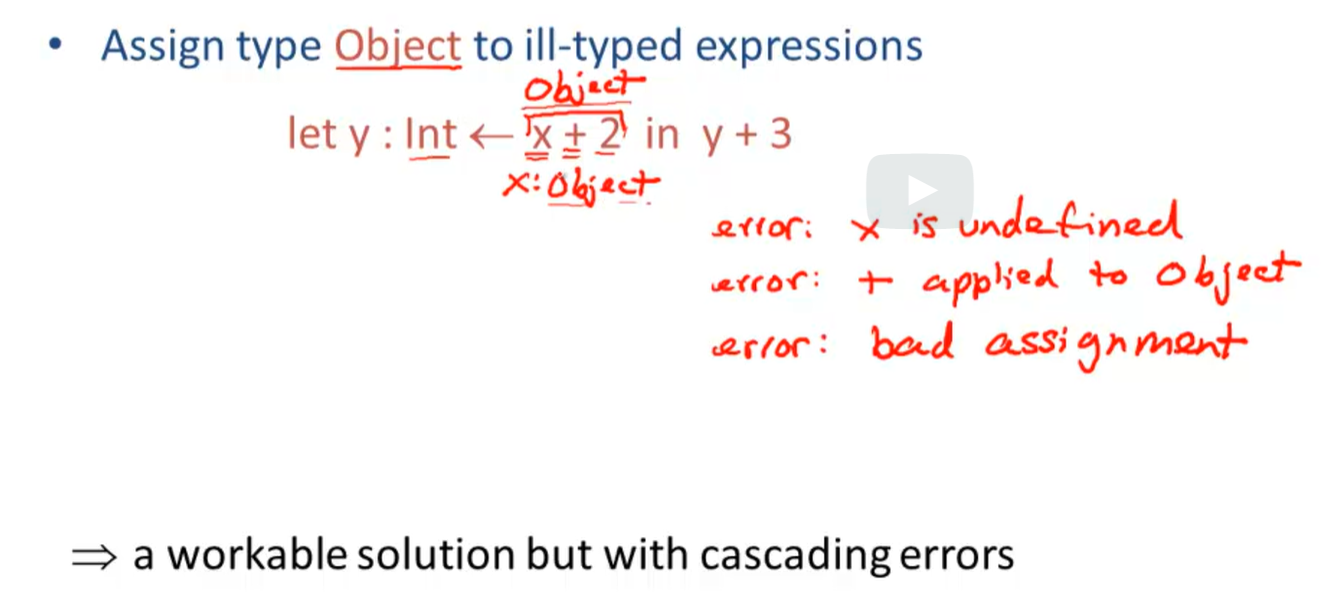 • Assign type Object to ill-typed expressions
Object
let y : Int ← x + 2 in y + 3
x: Object
error: x is undefined
error: + applied to Object
error: bad assignment
⇒ a workable solution but with cascading errors